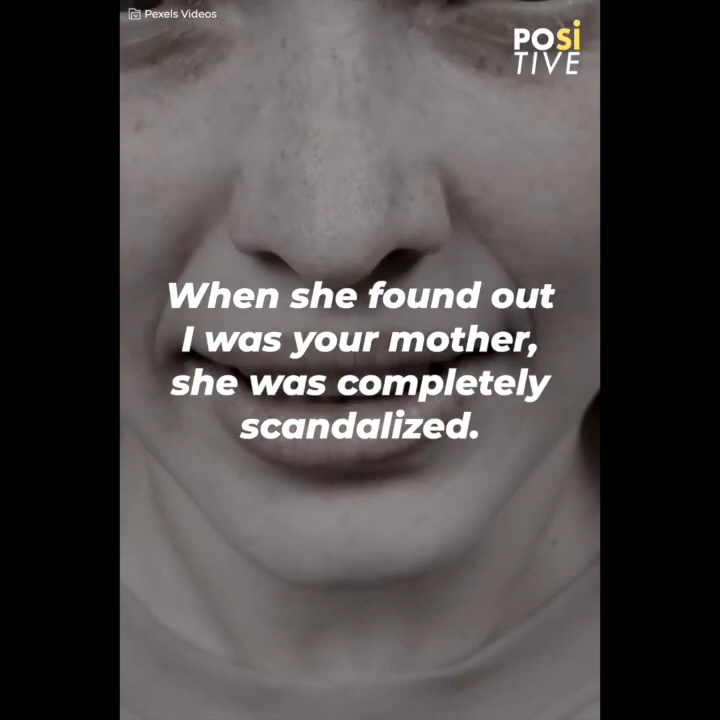 Pexels Videos
POSi
TIVE
When she found out
I was your mother,
she was completely
scandalized.